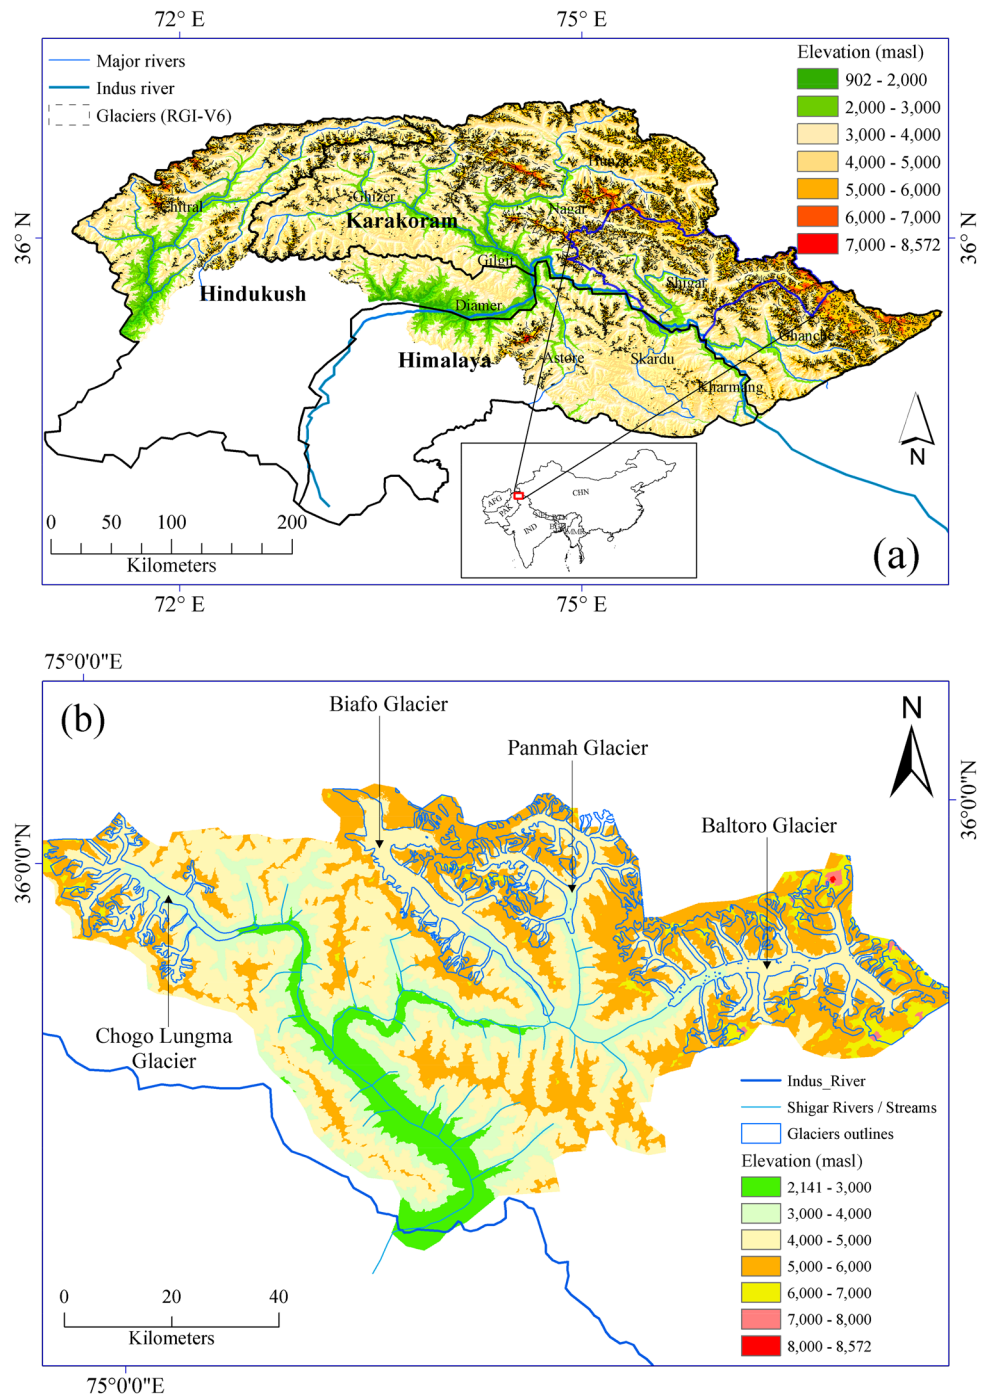 72° E
75° E
Major rivers
Indus river
Glaciers (RGI-V6)
Elevation (masl)
902 - 2,000
2,000 - 3,000
3,000 - 4,000
4,000 - 5,000
5,000 - 6,000
6,000 - 7,000
7,000 - 8,572
36° N
36° N
Hunza
Chitral
Ghizer
Nagar
Karakoram
Gilgit
Shigar
Hindukush
Diamer
Ghanche
Himalaya
Astore
Skardu
Kharmang
N
CHN
AFG
PAK
IND
0 50 100 200
Kilometers
(a)
72° E
75° E
75°0'0"E
(b)
Biafo Glacier
N
Panmah Glacier
36°0'0"N
Baltoro Glacier
36°0'0"N
Chogo Lungma
Glacier
Indus_River
Shigar Rivers / Streams
Glaciers outlines
Elevation (masl)
2,141 - 3,000
3,000 - 4,000
4,000 - 5,000
5,000 - 6,000
6,000 - 7,000
7,000 - 8,000
8,000 - 8,572
0 20 40
Kilometers
75°0'0"E